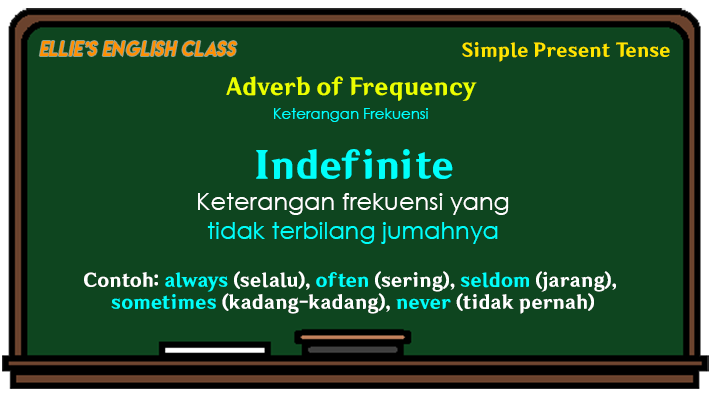 ELLIE'S ENGLISH CLASS
Simple Present Tense
Adverb of Frequency
Keterangan Frekuensi
Indefinite
Keterangan frekuensi yang
tidak terbilang jumahnya
Contoh: always (selalu), often (sering), seldom (jarang),
sometimes (kadang-kadang), never (tidak pernah)